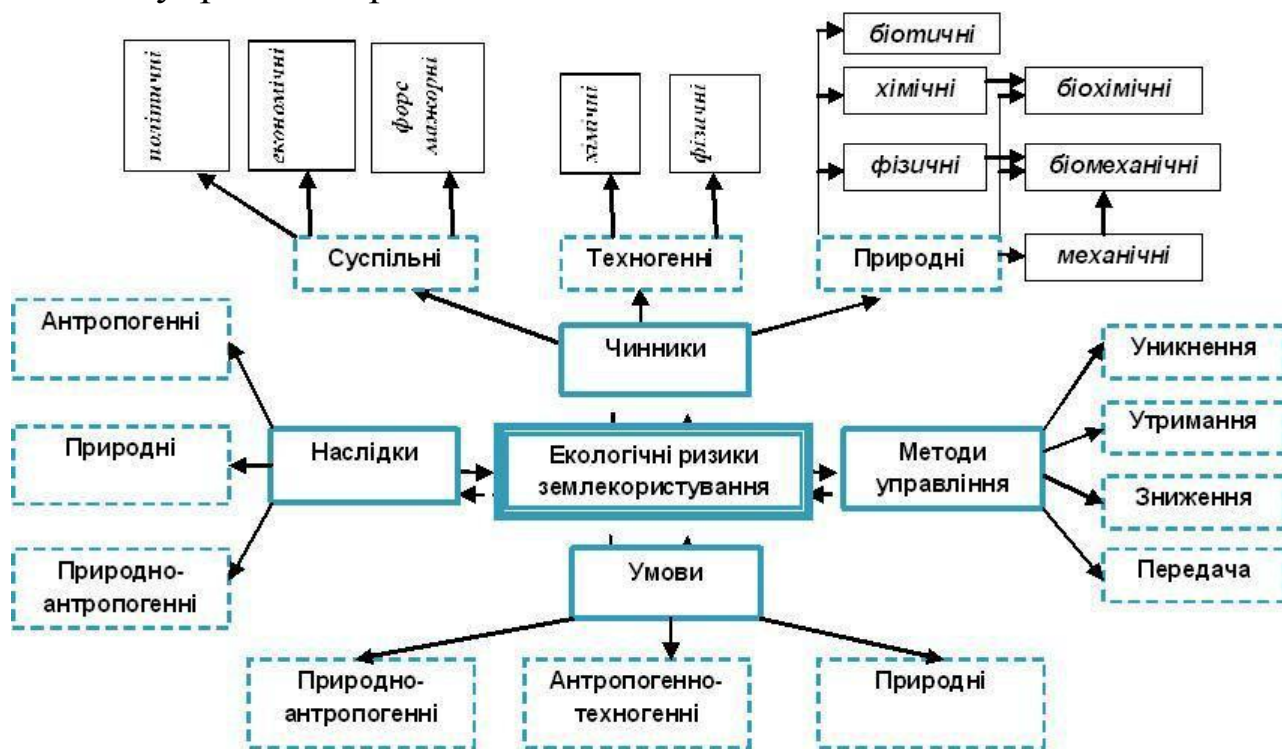 політичні
економічні
форс
мажорні
хімічні
фізичні
біотичні
хімічні
біохімічні
фізичні
біомеханічні
механічні
Суспільні
Техногенні
Природні
Чинники
Антропогенні
Природні
Природно-
антропогенні
Наслідки
Екологічні ризики
землекористування
Методи
управління
Уникнення
Утримання
Зниження
Передача
Умови
Природно-
антропогенні
Антропогенно-
техногенні
Природні